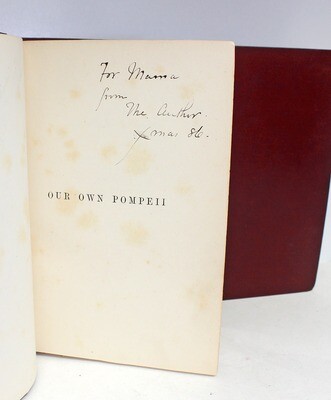 For Mama
from
The Author.
Xmas 86.
OUR OWN POMPEII